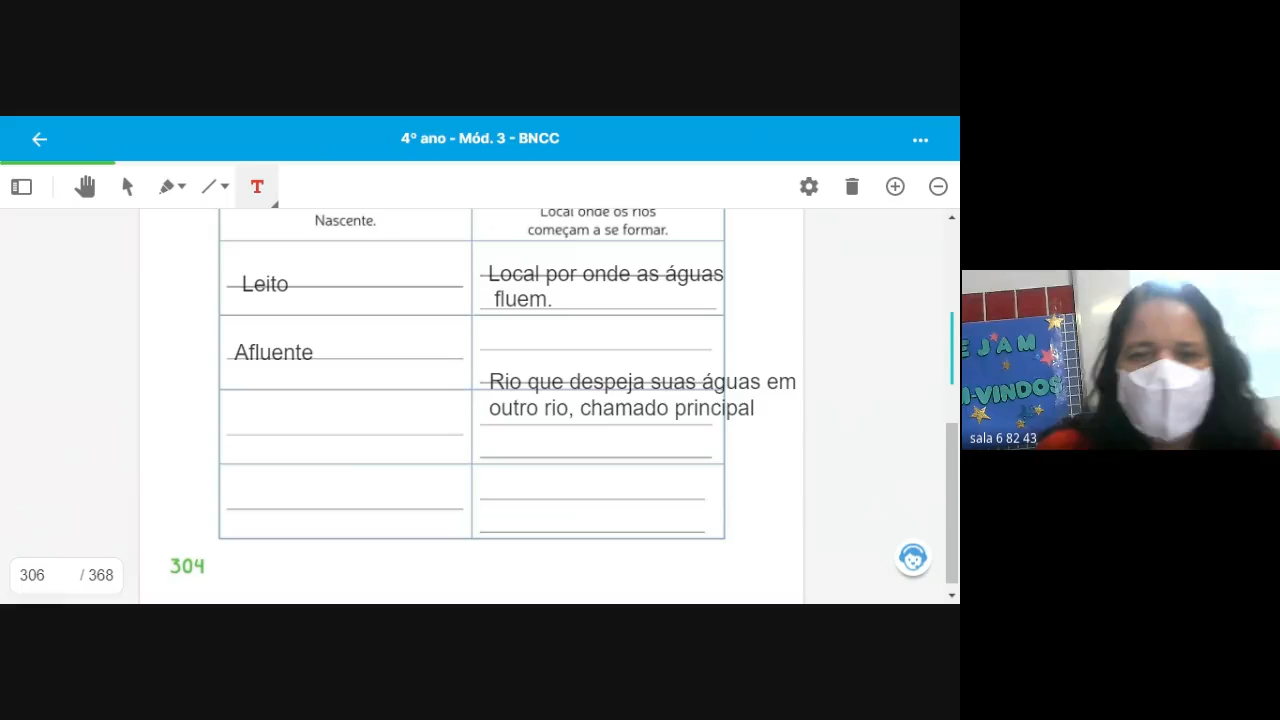 4º ano - Mód. 3 - BNCC
T
Nascente.
Local onde os rios
começam a se formar.
Leito
Local por onde as águas
fluem.
Afluente
Rio que despeja suas águas em
outro rio, chamado principal
304
306 / 368
E JAM
M-VINDOS
sala 6 82 43